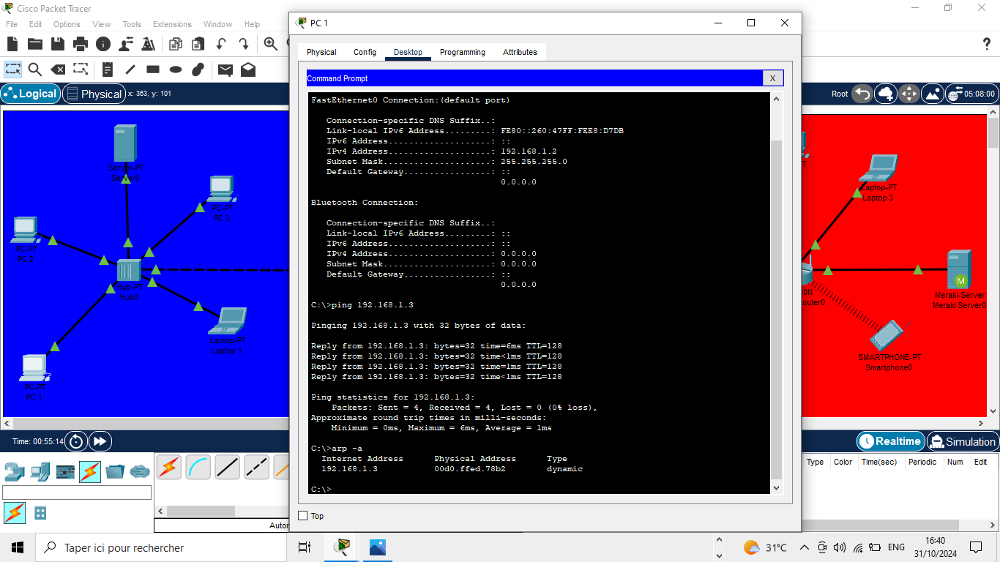 Cisco Packet Tracer
File Edit Options View Tools Extensions Window Help
Logical Physical x: 363, y: 101
Root 05:08:00
Server-PT
Server0
PC-PT
PC 3
PC-PT
PC 2
Hub-PT
Hub0
Laptop-PT
Laptop 1
PC-PT
PC 1
PC 1
Physical Config Desktop Programming Attributes
Command Prompt X
FastEthernet0 Connection:(default port)
Connection-specific DNS Suffix..:
Link-local IPv6 Address.........: FE80::260:47FF:FEE8:D7DB
IPv6 Address....................: ::
IPv4 Address....................: 192.168.1.2
Subnet Mask.....................: 255.255.255.0
Default Gateway.................: ::
0.0.0.0
Bluetooth Connection:
Connection-specific DNS Suffix..:
Link-local IPv6 Address.........: ::
IPv6 Address....................: ::
IPv4 Address....................: 0.0.0.0
Subnet Mask.....................: 0.0.0.0
Default Gateway.................: ::
0.0.0.0
C:\>ping 192.168.1.3
Pinging 192.168.1.3 with 32 bytes of data:
Reply from 192.168.1.3: bytes=32 time=6ms TTL=128
Reply from 192.168.1.3: bytes=32 time<1ms TTL=128
Reply from 192.168.1.3: bytes=32 time<1ms TTL=128
Reply from 192.168.1.3: bytes=32 time<1ms TTL=128
Ping statistics for 192.168.1.3:
Packets: Sent = 4, Received = 4, Lost = 0 (0% loss),
Approximate round trip times in milli-seconds:
Minimum = 0ms, Maximum = 6ms, Average = 1ms
C:\>arp -a
Internet Address Physical Address Type
192.168.1.3 00d0.ffed.78b2 dynamic
C:\>
Top
Laptop-PT
Laptop 3
M
Meraki-Server
Meraki Server0
00N
outer0
SMARTPHONE-PT
Smartphone0
Time: 00:55:14
Realtime Simulation
Type Color Time(sec) Periodic Num Edit
Autor
Taper ici pour rechercher
31°C ENG
16:40
31/10/2024